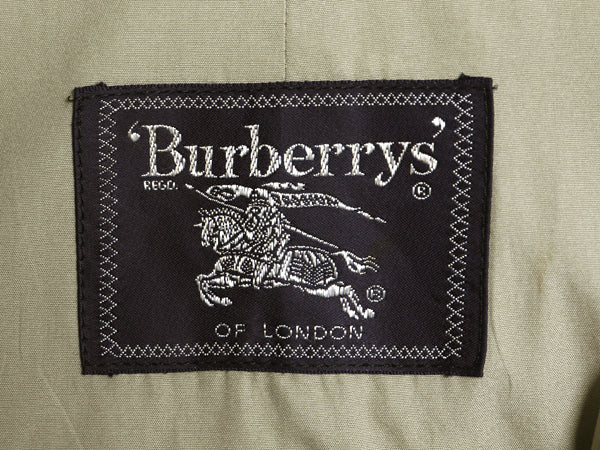 'Burberrys'
REGD. ®
®
OF LONDON